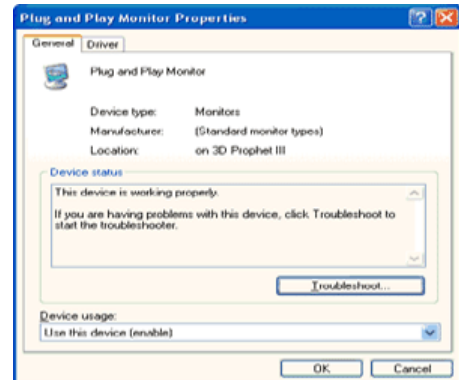 Plug and Play Monitor Properties
General Driver
Plug and Play Monitor
Device type: Monitors
Manufacturer: (Standard monitor types)
Location: on 3D Prophet III
Device status
This device is working properly.
If you are having problems with this device, click Troubleshoot to
start the troubleshooter.
Troubleshoot...
Device usage:
Use this device (enable)
OK Cancel